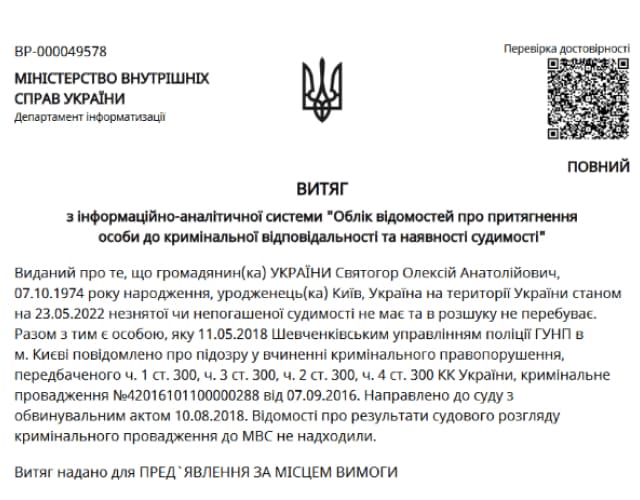 ВР-000049578
Перевірка достовірності
МІНІСТЕРСТВО ВНУТРІШНІХ
СПРАВ УКРАЇНИ
Департамент інформатизації
ПОВНИЙ
ВИТЯГ
з інформаційно-аналітичної системи "Облік відомостей про притягнення
особи до кримінальної відповідальності та наявності судимості"
Виданий про те, що громадянин(ка) УКРАЇНИ Святогор Олексій Анатолійович,
07.10.1974 року народження, уродженець(ка) Київ, Україна на території України станом
на 23.05.2022 незнятої чи непогашеної судимості не має та в розшуку не перебуває.
Разом з тим є особою, яку 11.05.2018 Шевченківським управлінням поліції ГУНП в
м. Києві повідомлено про підозру у вчиненні кримінального правопорушення,
передбаченого ч. 1 ст. 300, ч. 3 ст. 300, ч. 2 ст. 300, ч. 4 ст. 300 КК України, кримінальне
провадження №42016101100000288 від 07.09.2016. Направлено до суду з
обвинувальним актом 10.08.2018. Відомості про результати судового розгляду
кримінального провадження до МВС не надходили.
Витяг надано для ПРЕД`ЯВЛЕННЯ ЗА МІСЦЕМ ВИМОГИ